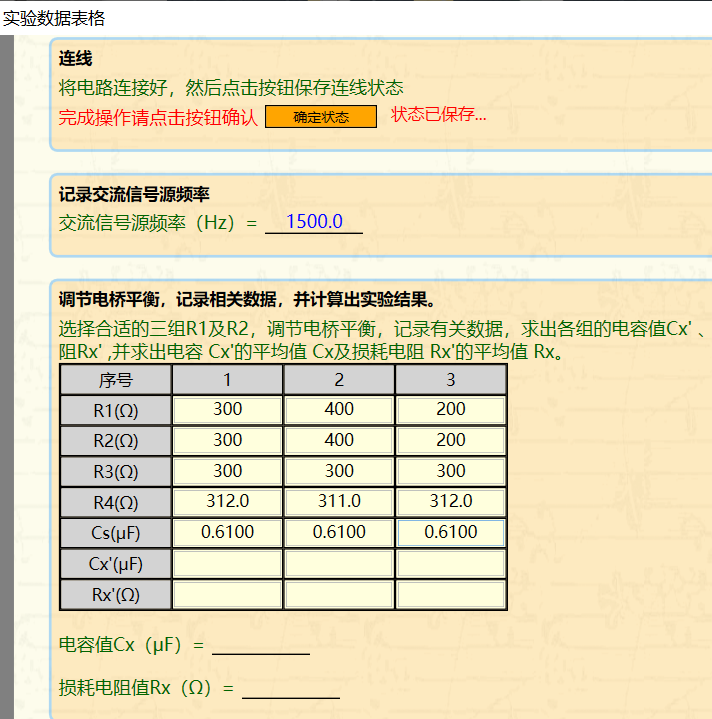 实验数据表格
连线
将电路连接好，然后点击按钮保存连线状态
完成操作请点击按钮确认 确定状态 状态已保存...
记录交流信号源频率
交流信号源频率（Hz）= 1500.0
调节电桥平衡，记录相关数据，并计算出实验结果。
选择合适的三组R1及R2，调节电桥平衡，记录有关数据，求出各组的电容值Cx' 、
阻Rx' ,并求出电容 Cx'的平均值 Cx及损耗电阻 Rx'的平均值 Rx。
序号 1 2 3
R1(Ω) 300 400 200
R2(Ω) 300 400 200
R3(Ω) 300 300 300
R4(Ω) 312.0 311.0 312.0
Cs(μF) 0.6100 0.6100 0.6100
Cx'(μF)
Rx'(Ω)
电容值Cx（μF）=
损耗电阻值Rx（Ω）=